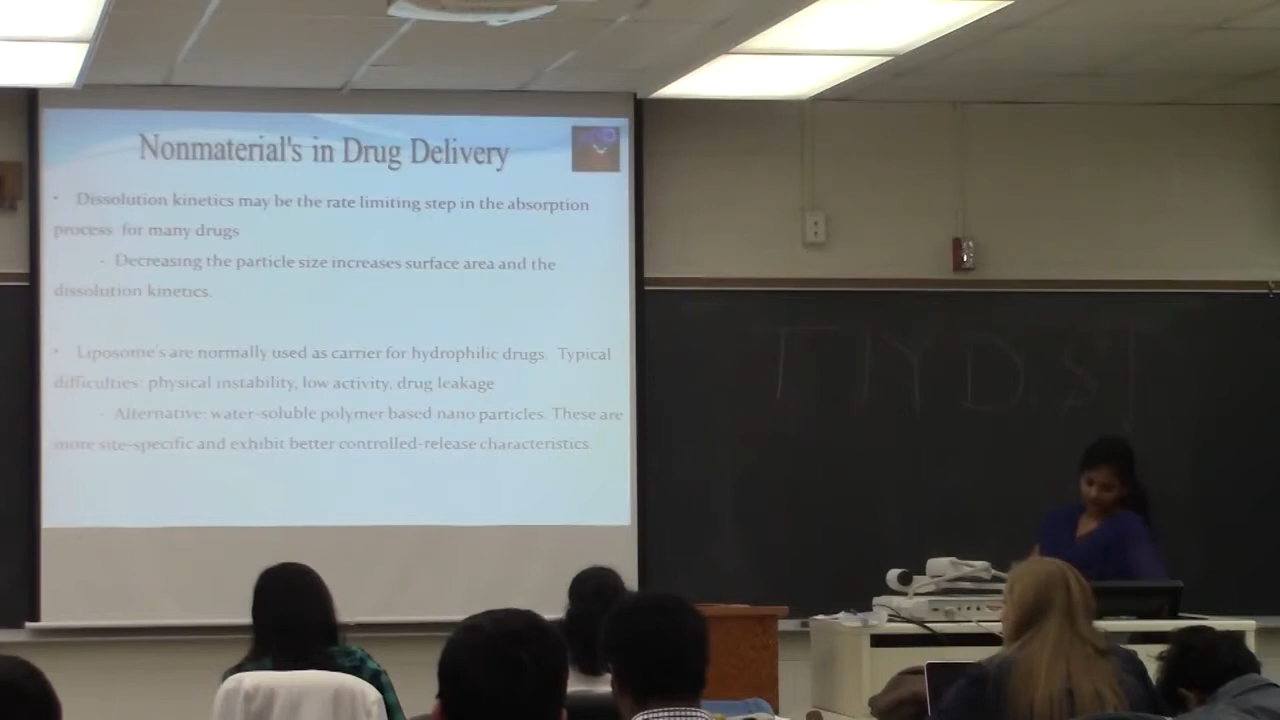 Nonmaterial's in Drug Delivery
• Dissolution kinetics may be the rate limiting step in the absorption
process for many drugs
- Decreasing the particle size increases surface area and the
dissolution kinetics.
• Liposome's are normally used as carrier for hydrophilic drugs. Typical
difficulties: physical instability, low activity, drug leakage
- Alternative: water-soluble polymer based nano particles. These are
more site-specific and exhibit better controlled-release characteristics.